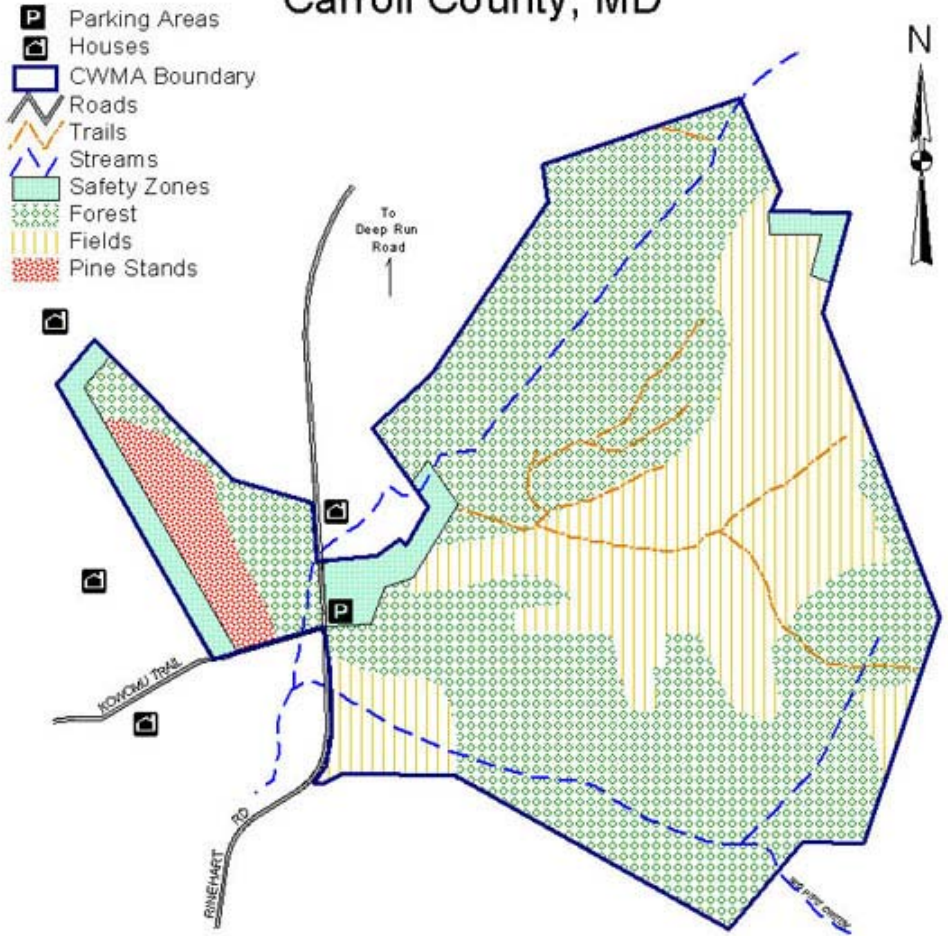 Carroll County, MD
P Parking Areas
Houses
CWMA Boundary
Roads
Trails
Streams
Safety Zones
Forest
Fields
Pine Stands
N
To
Deep Run
Road
P
KOWOMU TRAIL
RINEHART RD